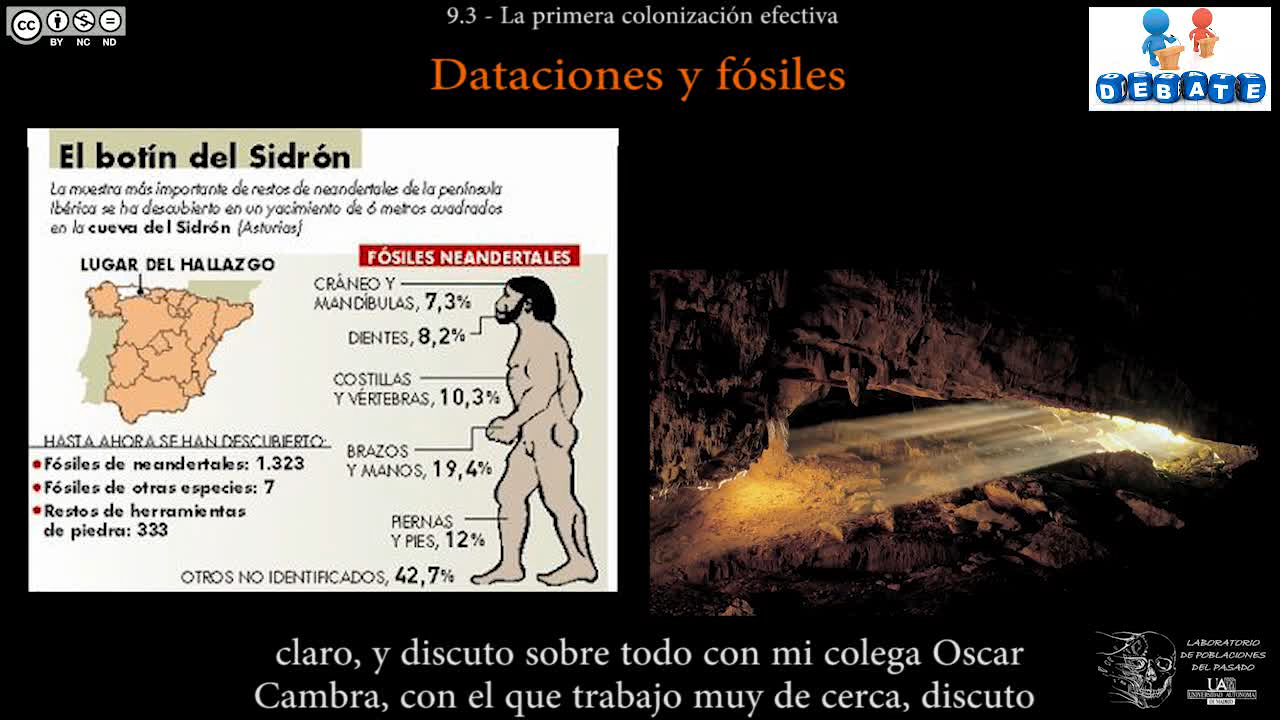 9.3 - La primera colonización efectiva
BY NC ND
Dataciones y fósiles
DEBATE
El botín del Sidrón
La muestra más importante de restos de neandertales de la península
Ibérica se ha descubierto en un yacimiento de 6 metros cuadrados
en la cueva del Sidrón (Asturias)
LUGAR DEL HALLAZGO
FÓSILES NEANDERTALES
CRÁNEO Y
MANDÍBULAS, 7,3%
DIENTES, 8,2%
COSTILLAS
Y VÉRTEBRAS, 10,3%
BRAZOS
Y MANOS, 19,4%
PIERNAS
Y PIES, 12%
OTROS NO IDENTIFICADOS, 42,7%
HASTA AHORA SE HAN DESCUBIERTO:
Fósiles de neandertales: 1.323
Fósiles de otras especies: 7
Restos de herramientas
de piedra: 333
claro, y discuto sobre todo con mi colega Oscar
Cambra, con el que trabajo muy de cerca, discuto
LABORATORIO
DE POBLACIONES
DEL PASADO
UAM
UNIVERSIDAD AUTONOMA
DE MADRID